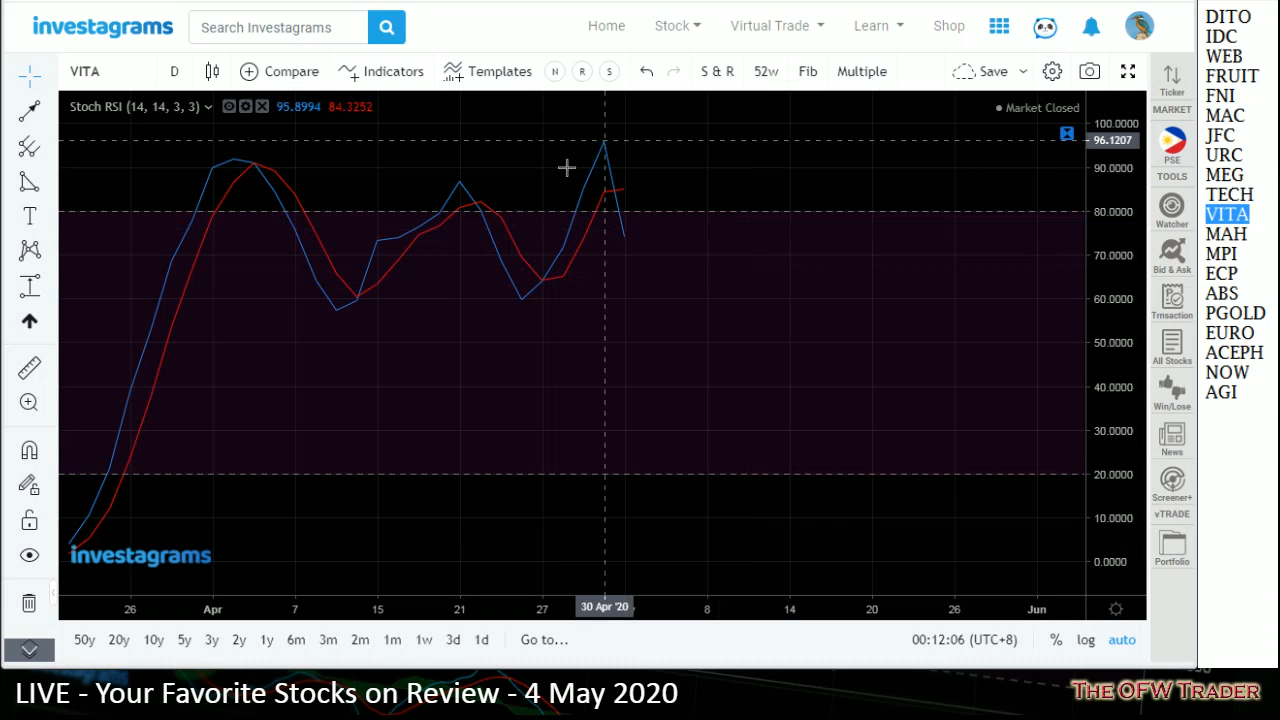 investagrams
Search Investagrams
Home
Stock
Virtual Trade
Learn
Shop
VITA
D
Compare
Indicators
Templates
N
R
S
S & R
52w
Fib
Multiple
Save
Stoch RSI (14, 14, 3, 3)
95.8994
84.3252
Market Closed
100.0000
96.1207
90.0000
80.0000
70.0000
60.0000
50.0000
40.0000
30.0000
20.0000
10.0000
0.0000
investagrams
26
Apr
7
15
21
27
30 Apr '20
8
14
20
26
Jun
50y
20y
10y
5y
3y
2y
1y
6m
3m
2m
1m
1w
3d
1d
Go to...
00:12:06 (UTC+8)
%
log
auto
Ticker
MARKET
PSE
TOOLS
Watcher
Bid & Ask
Trnsaction
All Stocks
Win/Lose
News
Screener+
vTRADE
Portfolio
DITO
IDC
WEB
FRUIT
FNI
MAC
JFC
URC
MEG
TECH
VITA
MAH
MPI
ECP
ABS
PGOLD
EURO
ACEPH
NOW
AGI
LIVE - Your Favorite Stocks on Review - 4 May 2020
The OFW Trader